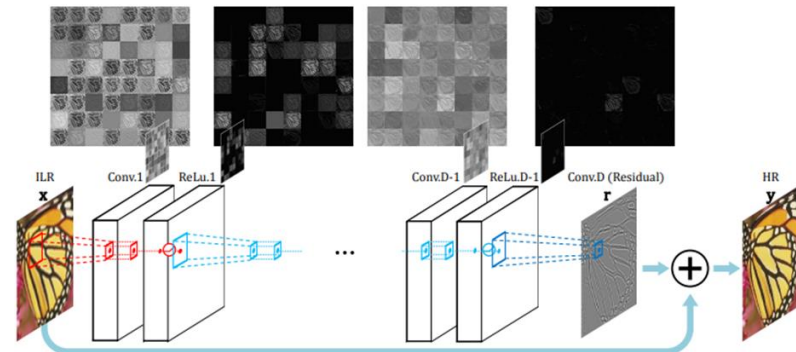 ILR
x
Conv.1
ReLu.1
Conv.D-1
ReLu.D-1
Conv.D (Residual)
r
HR
y
...